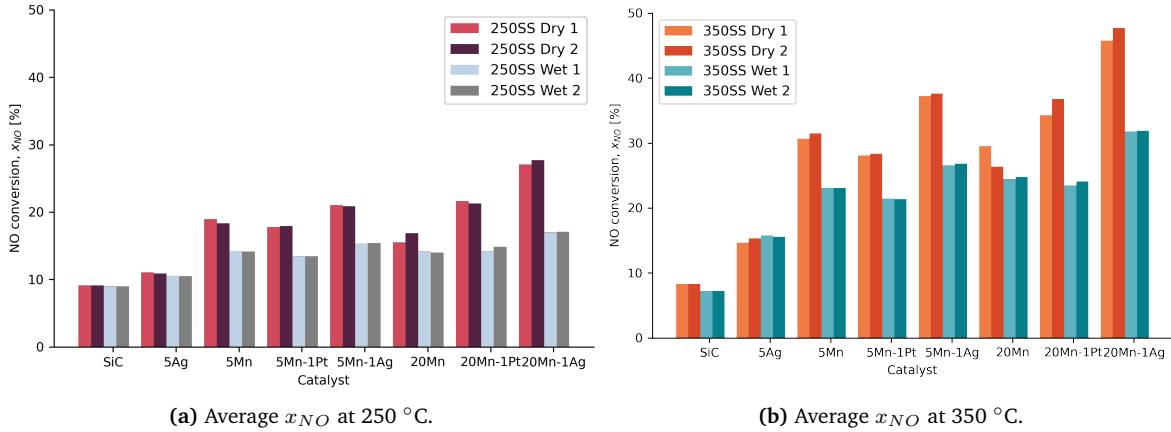 50
40
30
20
10
0
NO conversion, x_NO [%]
250SS Dry 1
250SS Dry 2
250SS Wet 1
250SS Wet 2
SiC 5Ag 5Mn 5Mn-1Pt 5Mn-1Ag 20Mn 20Mn-1Pt 20Mn-1Ag
Catalyst
(a) Average x_NO at 250 °C.
50
40
30
20
10
0
NO conversion, x_NO [%]
350SS Dry 1
350SS Dry 2
350SS Wet 1
350SS Wet 2
SiC 5Ag 5Mn 5Mn-1Pt 5Mn-1Ag 20Mn 20Mn-1Pt 20Mn-1Ag
Catalyst
(b) Average x_NO at 350 °C.